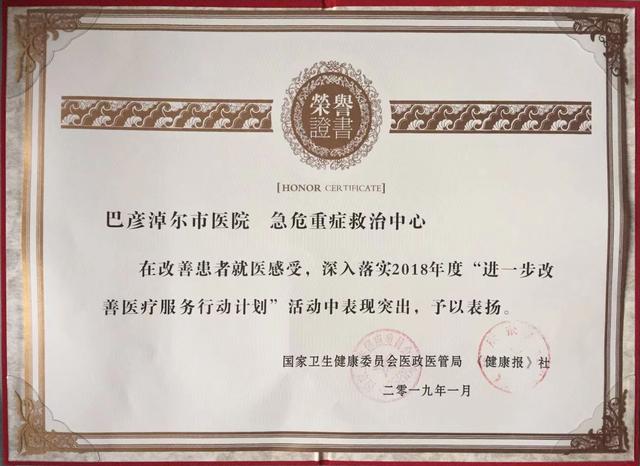 榮譽
證書
[HONOR CERTIFICATE]
巴彦淖尔市医院 急危重症救治中心
在改善患者就医感受，深入落实2018年度“进一步改
善医疗服务行动计划”活动中表现突出，予以表扬。
国家卫生健康委员会医政医管局 《健康报》社
二零一九年一月